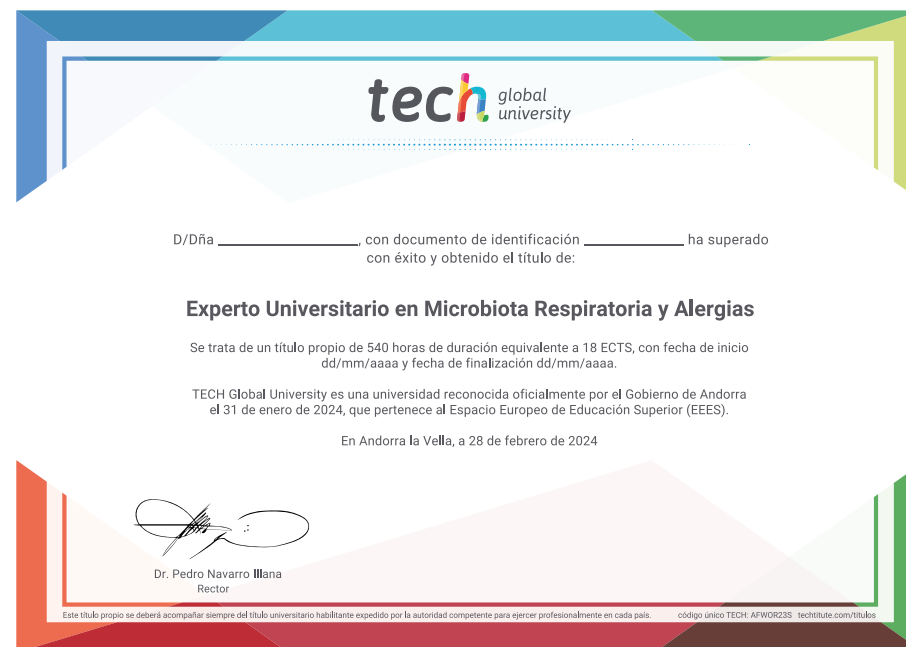 tech global university
D/Dña ____________________, con documento de identificación ______________ ha superado
con éxito y obtenido el título de:
Experto Universitario en Microbiota Respiratoria y Alergias
Se trata de un título propio de 540 horas de duración equivalente a 18 ECTS, con fecha de inicio
dd/mm/aaaa y fecha de finalización dd/mm/aaaa.
TECH Global University es una universidad reconocida oficialmente por el Gobierno de Andorra
el 31 de enero de 2024, que pertenece al Espacio Europeo de Educación Superior (EEES).
En Andorra la Vella, a 28 de febrero de 2024
Dr. Pedro Navarro Illana
Rector
Este título propio se deberá acompañar siempre del título universitario habilitante expedido por la autoridad competente para ejercer profesionalmente en cada país. código único TECH: AFWOR23S techtitute.com/titulos